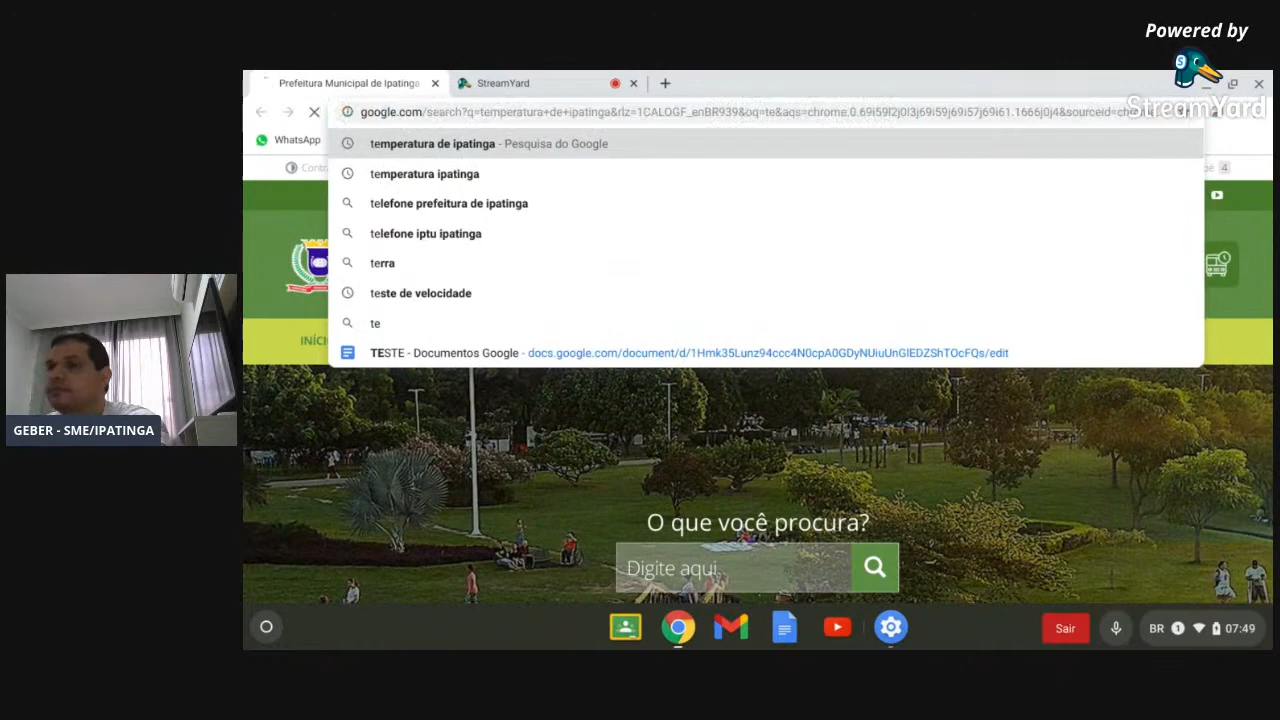 Powered by
StreamYard
Prefeitura Municipal de Ipatinga
StreamYard
google.com/search?q=temperatura+de+ipatinga&rlz=1CALOGF_enBR939&oq=te&aqs=chrome.0.69i59l2j0l3j69i59j69i57j69i61.1666j0j4&sourceid=
WhatsApp
temperatura de ipatinga - Pesquisa do Google
temperatura ipatinga
telefone prefeitura de ipatinga
telefone iptu ipatinga
terra
teste de velocidade
te
TESTE - Documentos Google - docs.google.com/document/d/1Hmk35Lunz94ccc4N0cpA0GDyNUiuUnGlEDZShTOcFQs/edit
4
INÍCI
GEBER - SME/IPATINGA
O que você procura?
Digite aqui
Sair
BR 1 07:49